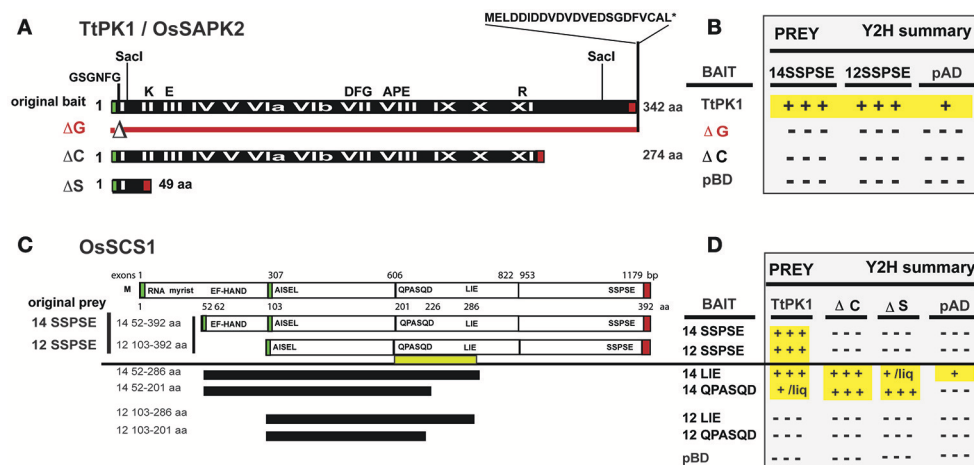 A TtPK1 / OsSAPK2
MELDDIDDVDVDVEDSGDFVCAL*
SacI SacI
GSGNFG K E DFG APE R
original bait 1 I II III IV V VIa VIb VII VIII IX X XI 342 aa
ΔG
ΔC 1 I II III IV V VIa VIb VII VIII IX X XI 274 aa
ΔS 1 49 aa
B
PREY Y2H summary
BAIT 14SSPSE 12SSPSE pAD
TtPK1 + + + + + + +
Δ G - - - - - - - - -
Δ C - - - - - - - - -
pBD - - - - - - - - -
C OsSCS1
exons 1 307 606 822 953 1179 bp
M RNA myrist EF-HAND AISEL QPASQD LIE SSPSE
original prey 1 52 62 103 201 226 286 392 aa
14 SSPSE 14 52-392 aa EF-HAND AISEL QPASQD LIE SSPSE
12 SSPSE 12 103-392 aa AISEL QPASQD LIE SSPSE
14 52-286 aa
14 52-201 aa
12 103-286 aa
12 103-201 aa
D
PREY Y2H summary
BAIT TtPK1 Δ C Δ S pAD
14 SSPSE + + + - - - - - - - - -
12 SSPSE + + + - - - - - - - - -
14 LIE + + + + + + + /liq +
14 QPASQD + /liq + + + + + + - - -
12 LIE - - - - - - - - - - - -
12 QPASQD - - - - - - - - - - - -
pBD - - - - - - - - - - - -